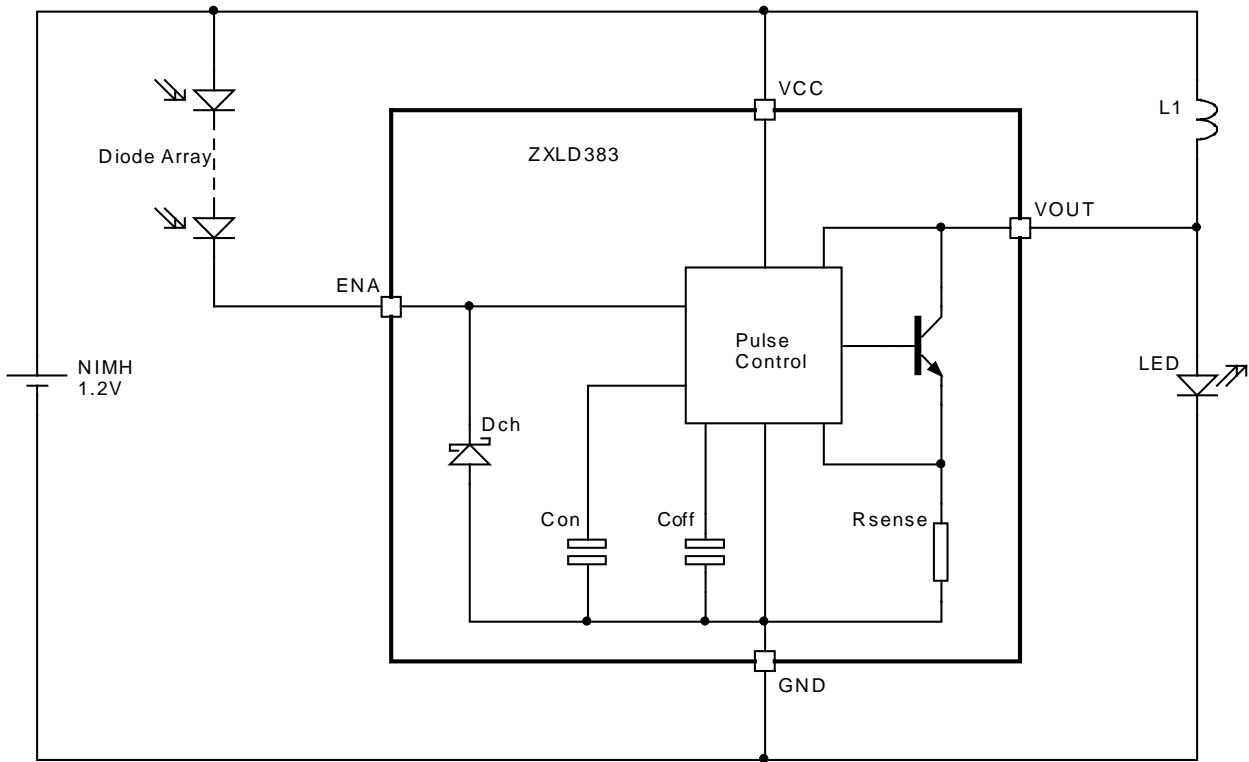 VCC
L1
Diode Array
ZXLD383
VOUT
ENA
Pulse
Control
NIMH
1.2V
LED
Dch
Con
Coff
Rsense
GND